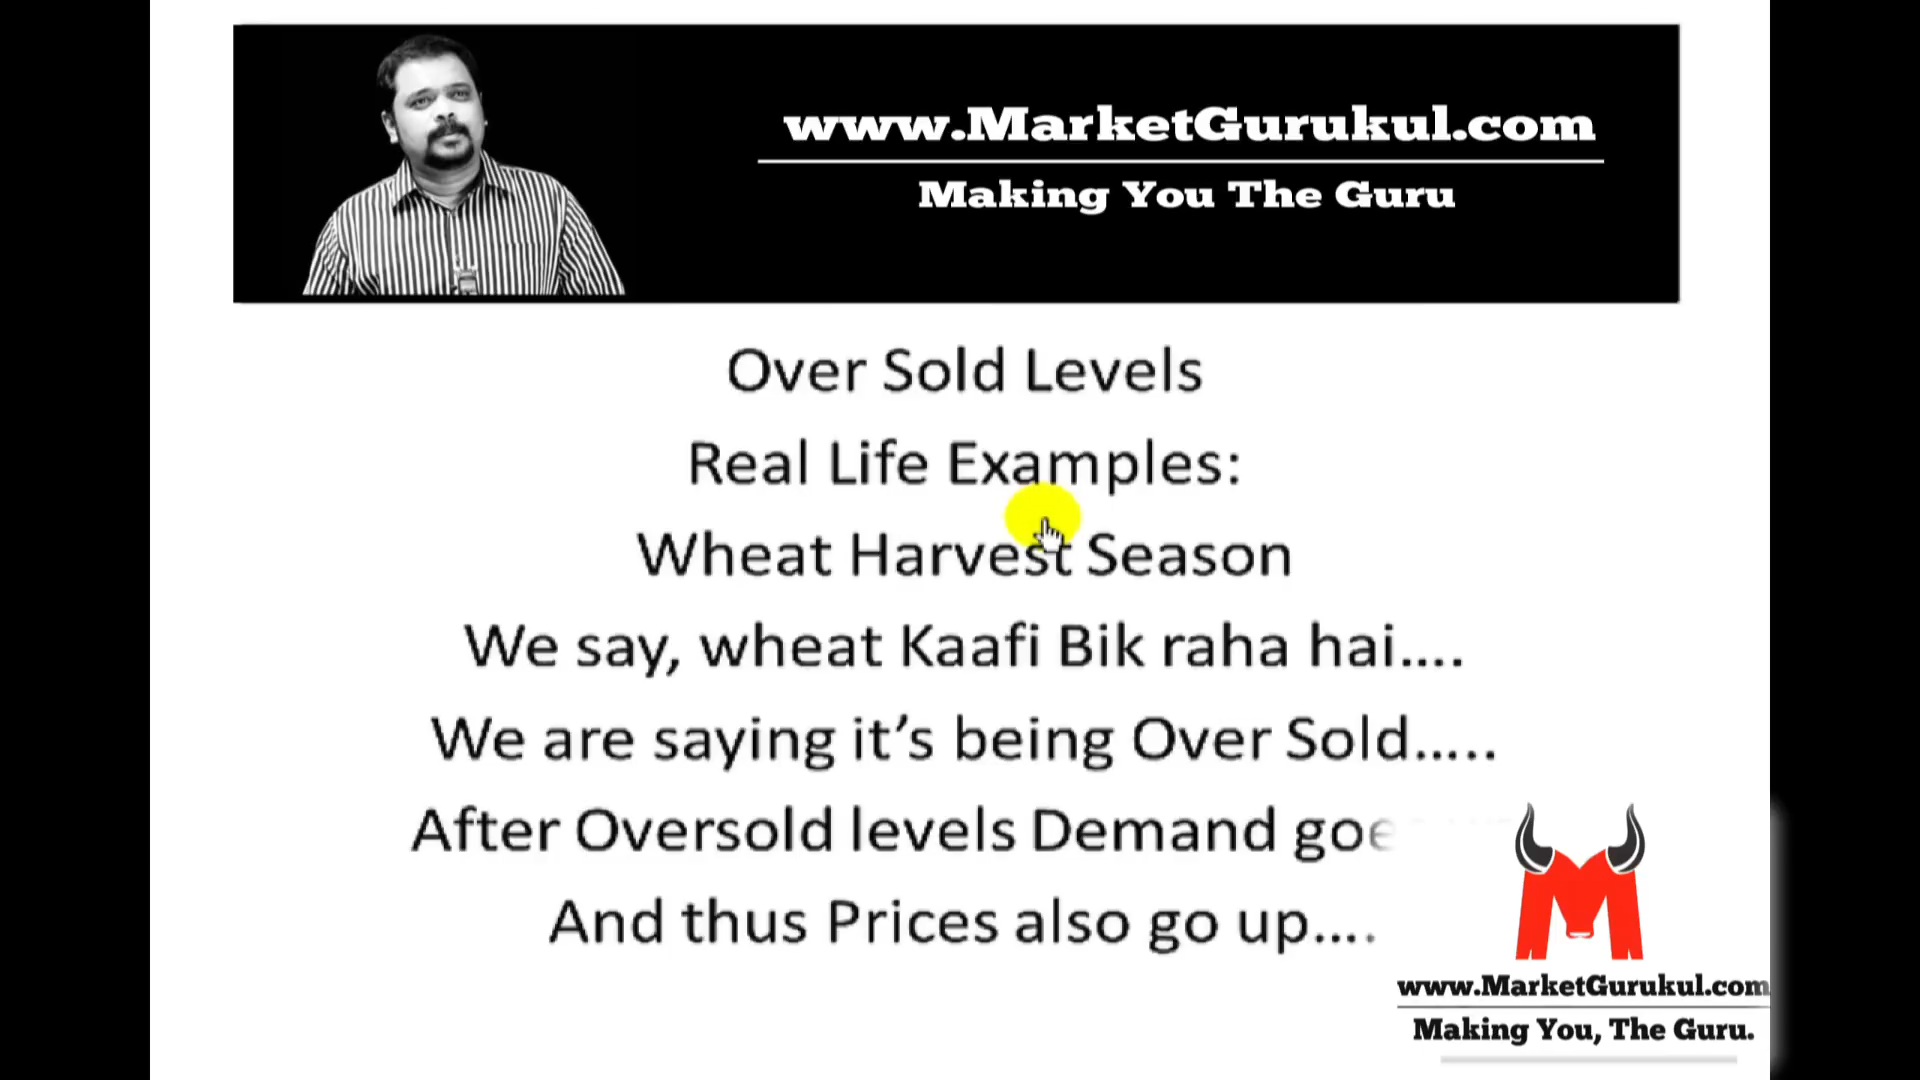 www.MarketGurukul.com
Making You The Guru
Over Sold Levels
Real Life Examples:
Wheat Harvest Season
We say, wheat Kaafi Bik raha hai....
We are saying it's being Over Sold.....
After Oversold levels Demand
And thus Prices also go up....
www.MarketGurukul.com
Making You, The Guru.